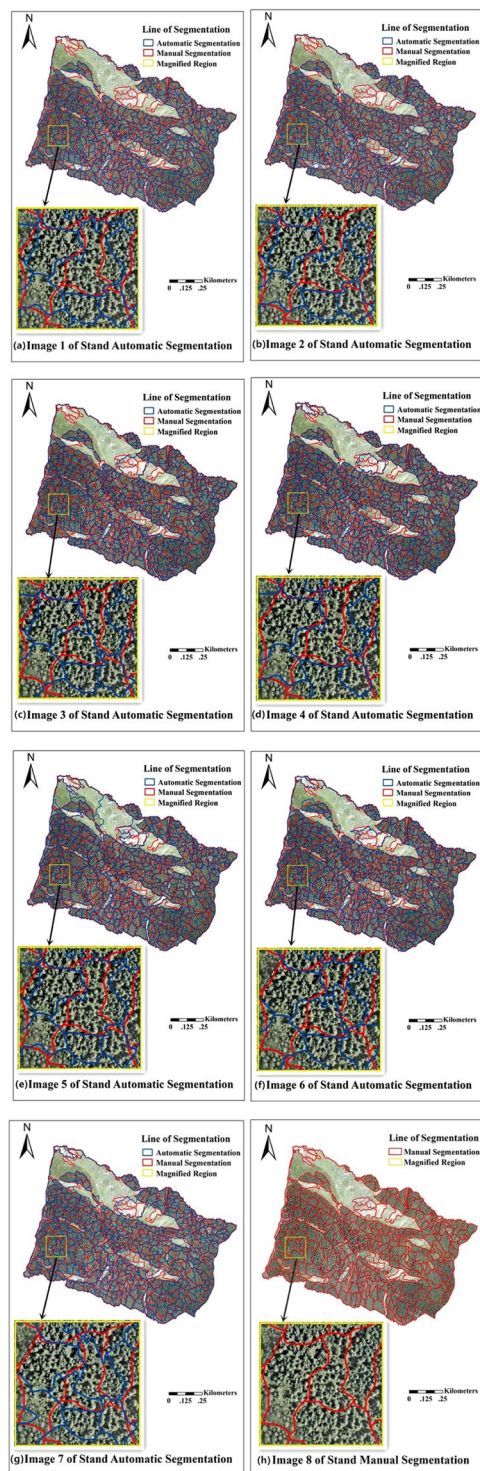 N
Line of Segmentation
Automatic Segmentation
Manual Segmentation
Magnified Region
Kilometers
0 .125 .25
(a)Image 1 of Stand Automatic Segmentation
N
Line of Segmentation
Automatic Segmentation
Manual Segmentation
Magnified Region
Kilometers
0 .125 .25
(b)Image 2 of Stand Automatic Segmentation
N
Line of Segmentation
Automatic Segmentation
Manual Segmentation
Magnified Region
Kilometers
0 .125 .25
(c)Image 3 of Stand Automatic Segmentation
N
Line of Segmentation
Automatic Segmentation
Manual Segmentation
Magnified Region
Kilometers
0 .125 .25
(d)Image 4 of Stand Automatic Segmentation
N
Line of Segmentation
Automatic Segmentation
Manual Segmentation
Magnified Region
Kilometers
0 .125 .25
(e)Image 5 of Stand Automatic Segmentation
N
Line of Segmentation
Automatic Segmentation
Manual Segmentation
Magnified Region
Kilometers
0 .125 .25
(f)Image 6 of Stand Automatic Segmentation
N
Line of Segmentation
Automatic Segmentation
Manual Segmentation
Magnified Region
Kilometers
0 .125 .25
(g)Image 7 of Stand Automatic Segmentation
N
Line of Segmentation
Manual Segmentation
Magnified Region
Kilometers
0 .125 .25
(h)Image 8 of Stand Manual Segmentation